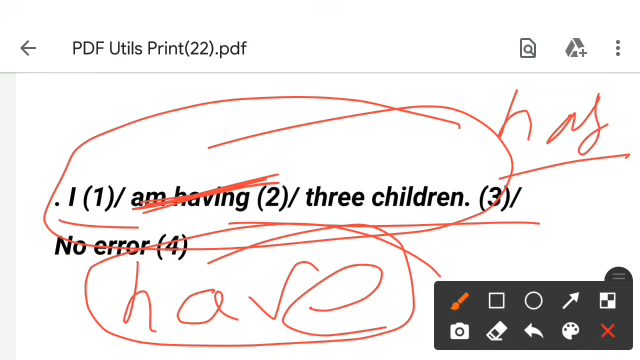 PDF Utils Print(22).pdf
has
. I (1)/ am having (2)/ three children. (3)/
No error (4)
have